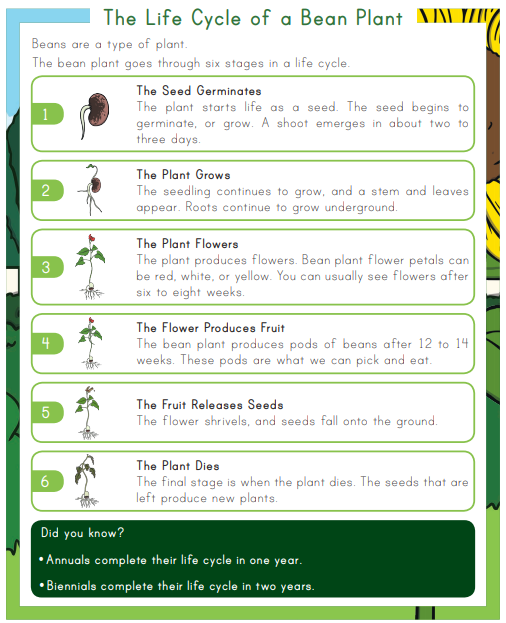 The Life Cycle of a Bean Plant
Beans are a type of plant.
The bean plant goes through six stages in a life cycle.
1
The Seed Germinates
The plant starts life as a seed. The seed begins to
germinate, or grow. A shoot emerges in about two to
three days.
2
The Plant Grows
The seedling continues to grow, and a stem and leaves
appear. Roots continue to grow underground.
3
The Plant Flowers
The plant produces flowers. Bean plant flower petals can
be red, white, or yellow. You can usually see flowers after
six to eight weeks.
4
The Flower Produces Fruit
The bean plant produces pods of beans after 12 to 14
weeks. These pods are what we can pick and eat.
5
The Fruit Releases Seeds
The flower shrivels, and seeds fall onto the ground.
6
The Plant Dies
The final stage is when the plant dies. The seeds that are
left produce new plants.
Did you know?
• Annuals complete their life cycle in one year.
• Biennials complete their life cycle in two years.